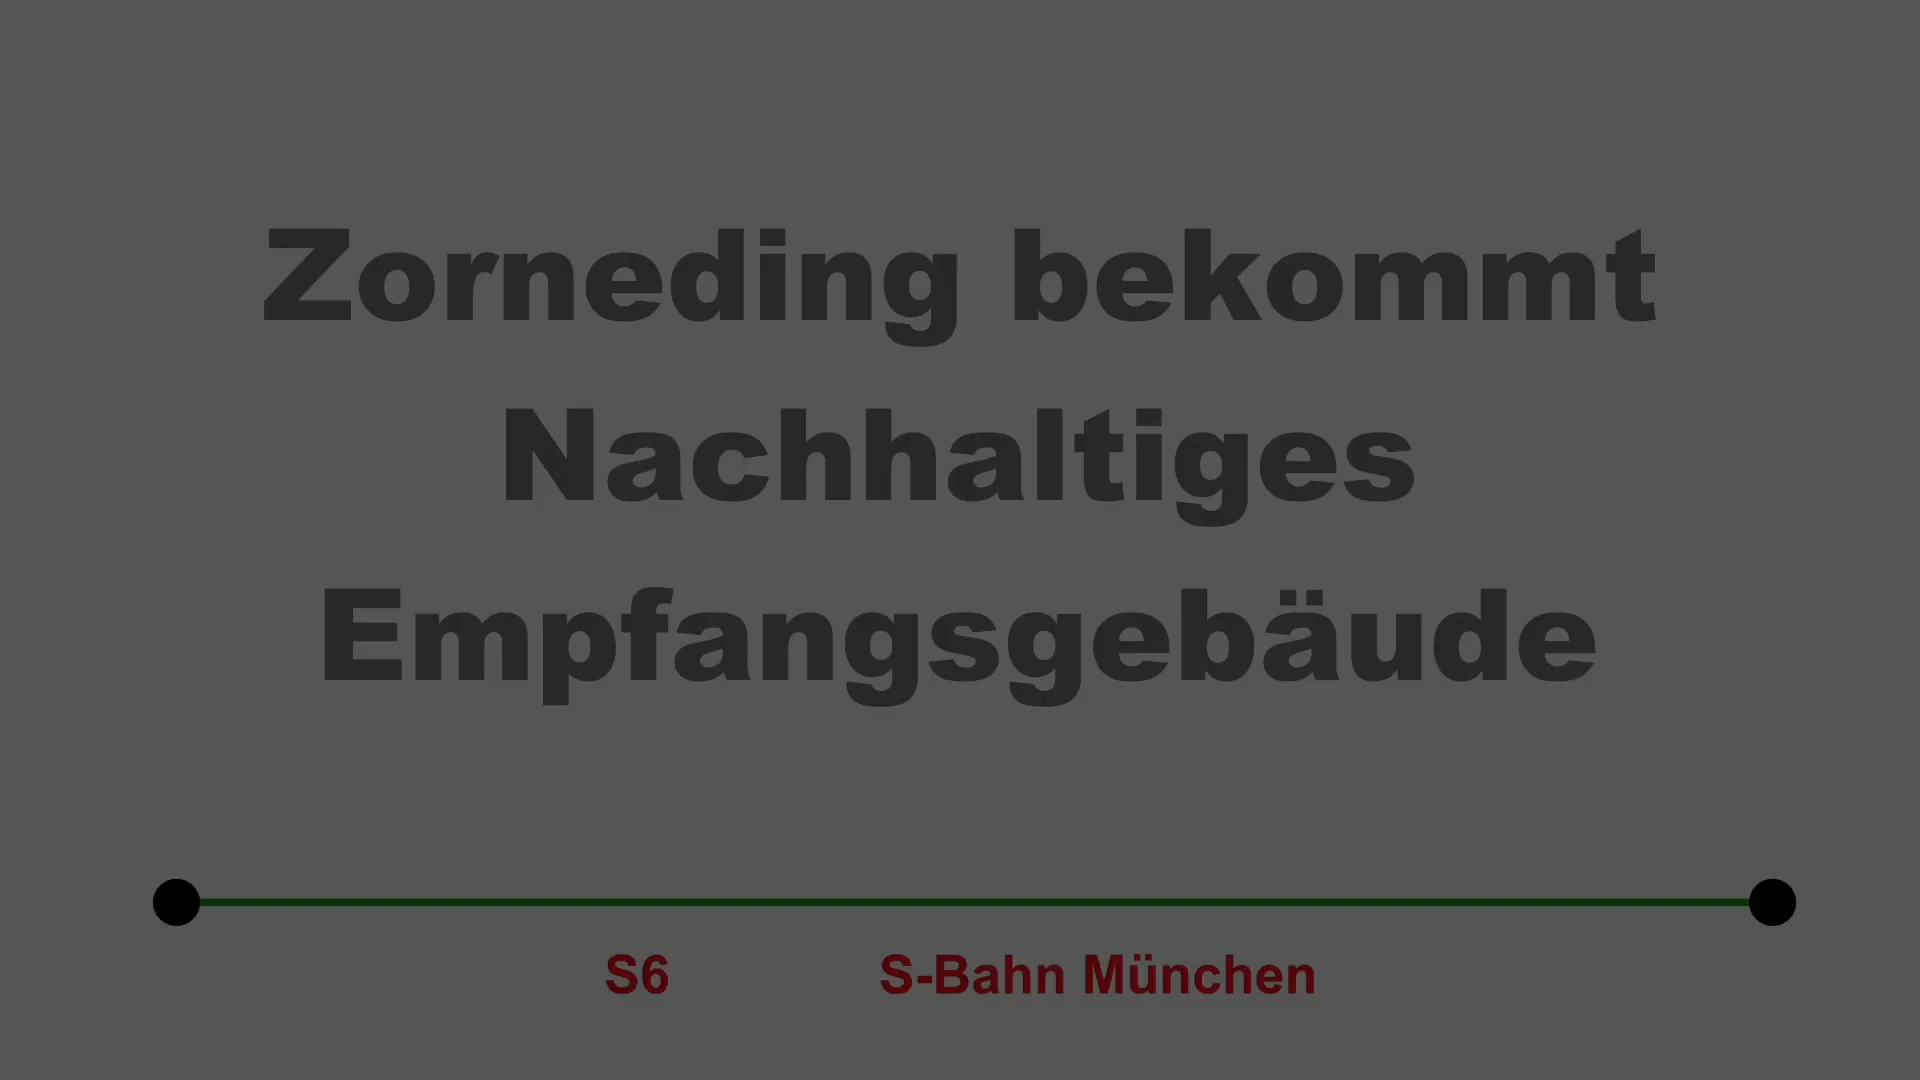 Zorneding bekommt
Nachhaltiges
Empfangsgebäude
S6 S-Bahn München